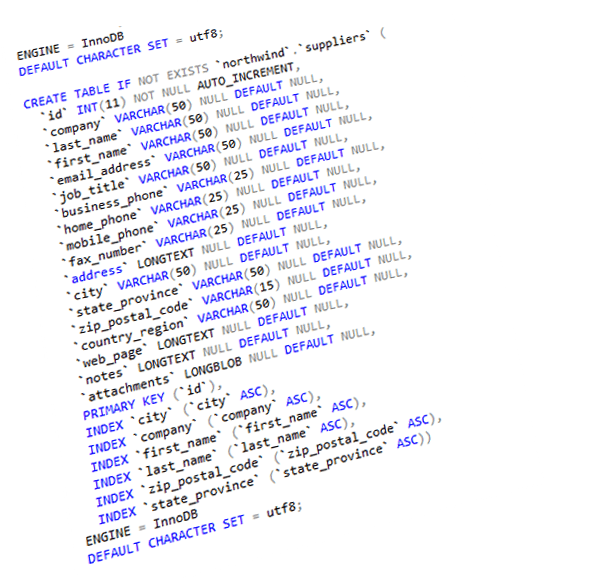 ENGINE = InnoDB
DEFAULT CHARACTER SET = utf8;
CREATE TABLE IF NOT EXISTS `northwind`.`suppliers` (
`id` INT(11) NOT NULL AUTO_INCREMENT,
`company` VARCHAR(50) NULL DEFAULT NULL,
`last_name` VARCHAR(50) NULL DEFAULT NULL,
`first_name` VARCHAR(50) NULL DEFAULT NULL,
`email_address` VARCHAR(50) NULL DEFAULT NULL,
`job_title` VARCHAR(50) NULL DEFAULT NULL,
`business_phone` VARCHAR(25) NULL DEFAULT NULL,
`home_phone` VARCHAR(25) NULL DEFAULT NULL,
`mobile_phone` VARCHAR(25) NULL DEFAULT NULL,
`fax_number` VARCHAR(25) NULL DEFAULT NULL,
`address` LONGTEXT NULL DEFAULT NULL,
`city` VARCHAR(50) NULL DEFAULT NULL,
`state_province` VARCHAR(50) NULL DEFAULT NULL,
`zip_postal_code` VARCHAR(15) NULL DEFAULT NULL,
`country_region` VARCHAR(50) NULL DEFAULT NULL,
`web_page` LONGTEXT NULL DEFAULT NULL,
`notes` LONGTEXT NULL DEFAULT NULL,
`attachments` LONGBLOB NULL DEFAULT NULL,
PRIMARY KEY (`id`),
INDEX `city` (`city` ASC),
INDEX `company` (`company` ASC),
INDEX `first_name` (`first_name` ASC),
INDEX `last_name` (`last_name` ASC),
INDEX `zip_postal_code` (`zip_postal_code` ASC),
INDEX `state_province` (`state_province` ASC))
ENGINE = InnoDB
DEFAULT CHARACTER SET = utf8;